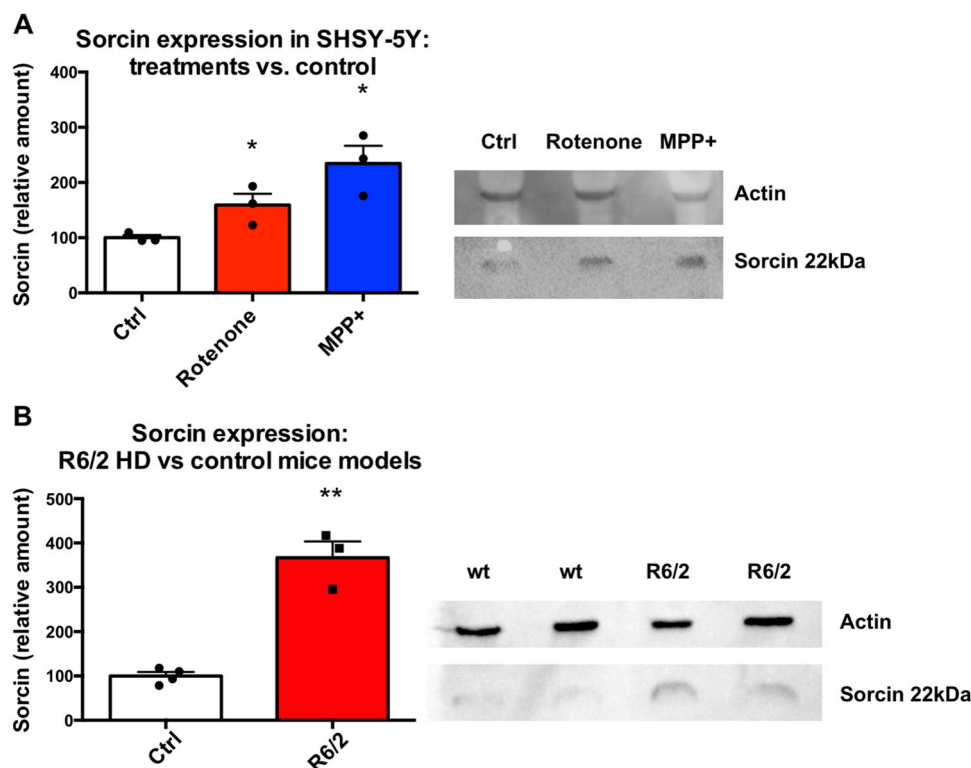 A
Sorcin expression in SHSY-5Y:
treatments vs. control
Sorcin (relative amount)
400
300
200
100
0
*
*
Ctrl
Rotenone
MPP+
Ctrl Rotenone MPP+
Actin
Sorcin 22kDa
B
Sorcin expression:
R6/2 HD vs control mice models
Sorcin (relative amount)
500
400
300
200
100
0
**
Ctrl
R6/2
wt wt R6/2 R6/2
Actin
Sorcin 22kDa